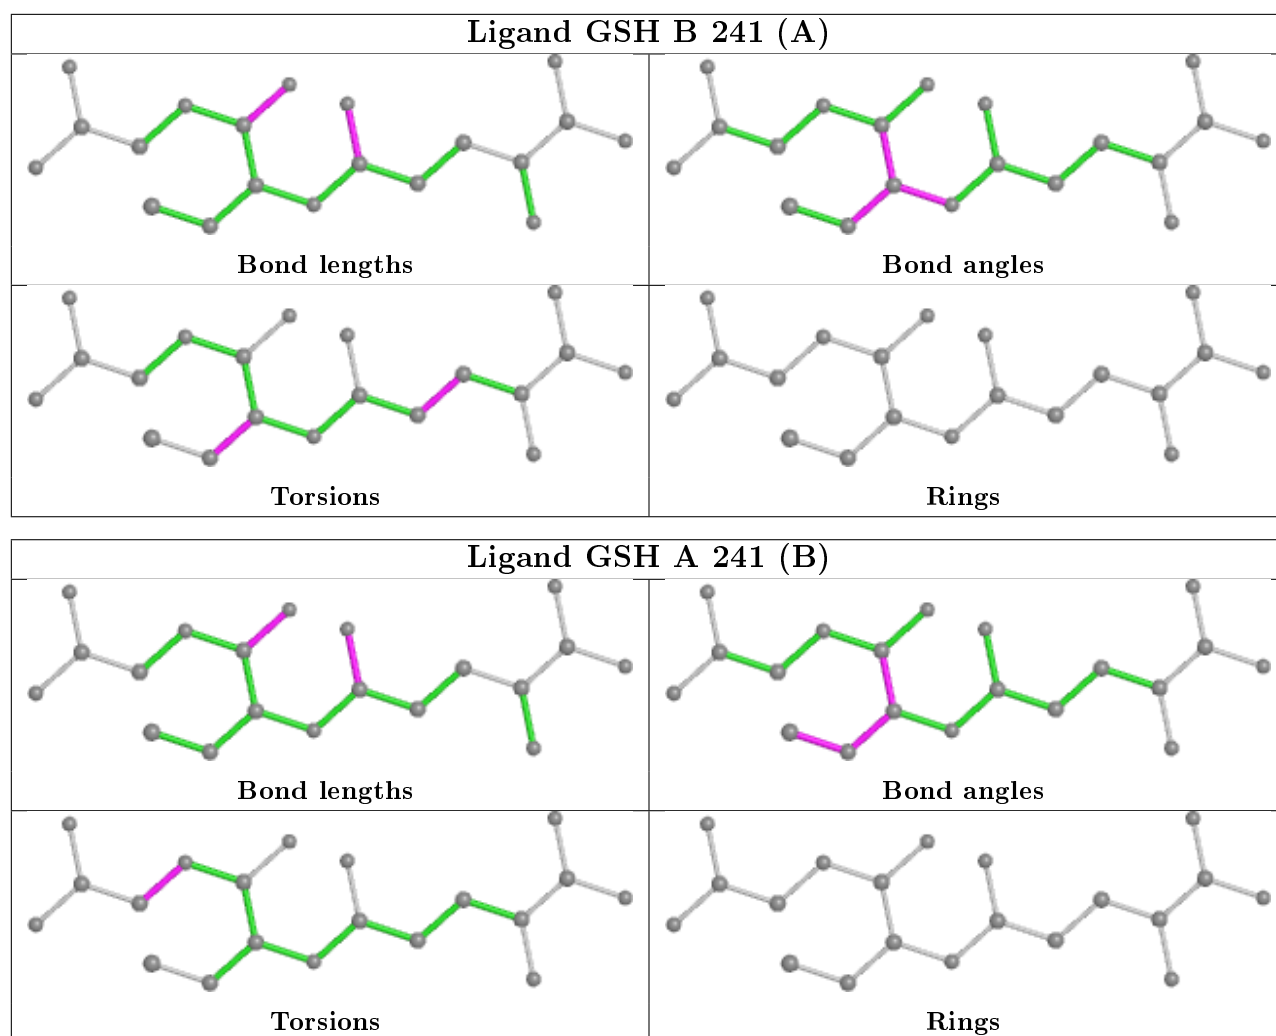 Ligand GSH B 241 (A)
Bond lengths
Bond angles
Torsions
Rings
Ligand GSH A 241 (B)
Bond lengths
Bond angles
Torsions
Rings